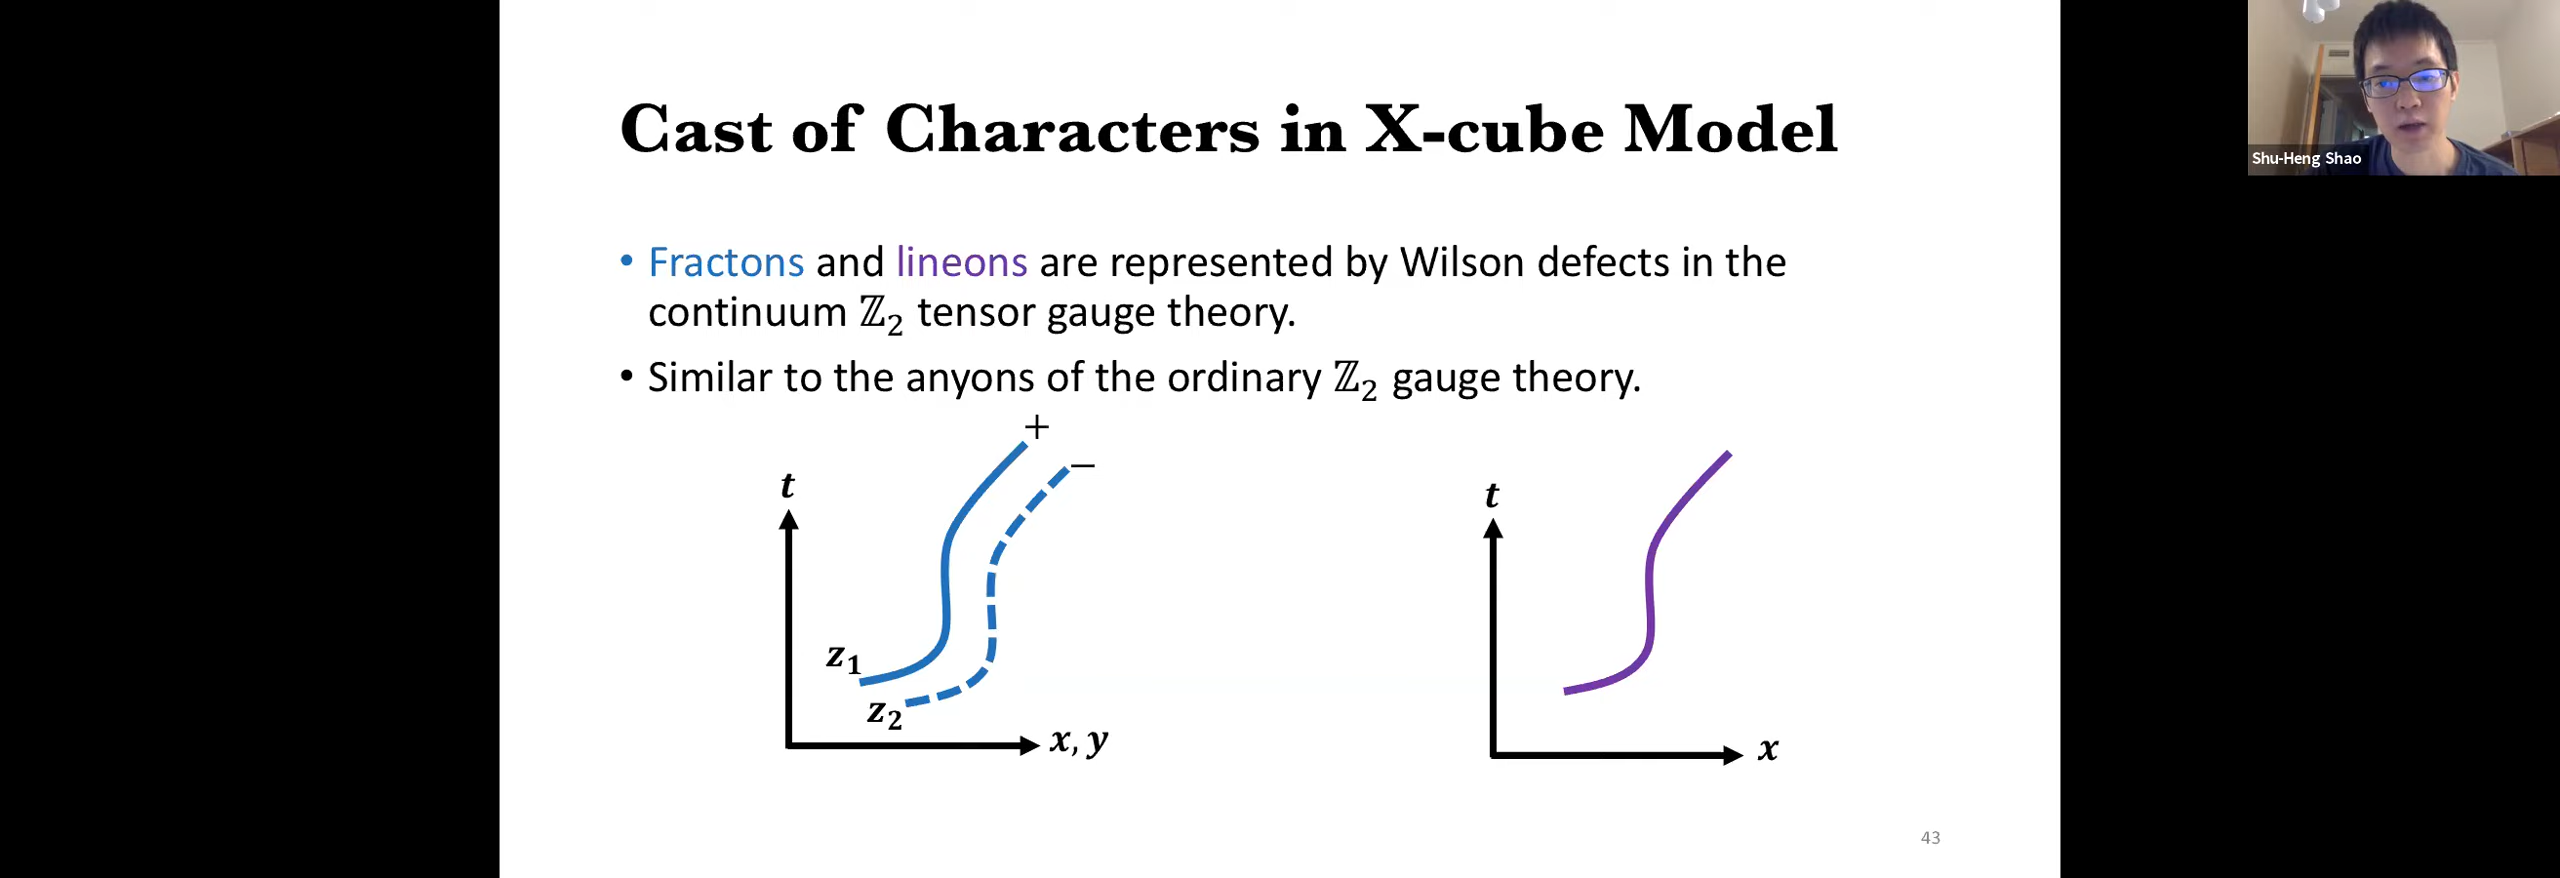 Cast of Characters in X-cube Model
Shu-Heng Shao
• Fractons and lineons are represented by Wilson defects in the
continuum ℤ₂ tensor gauge theory.
• Similar to the anyons of the ordinary ℤ₂ gauge theory.
+
−
t
z₁
z₂
x, y
t
x
43